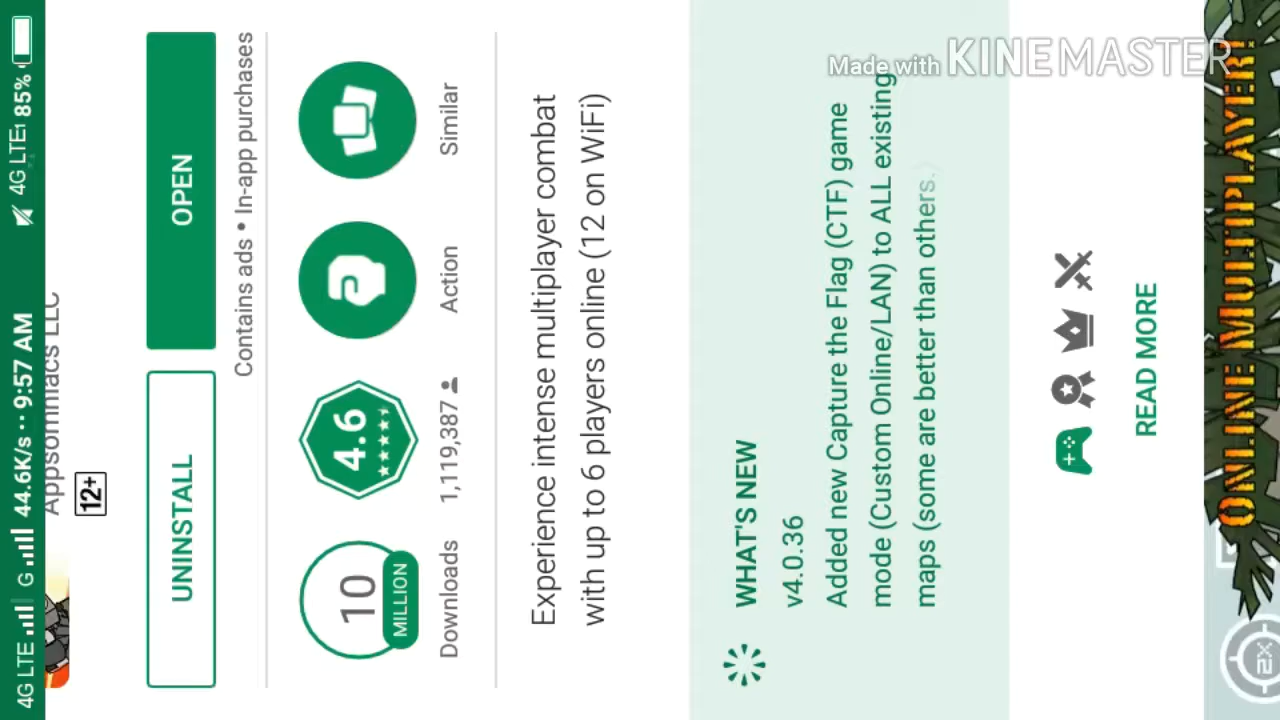 4G LTE G 44.6K/s 9:57 AM 4G LTE1 85%
Appsomniacs LLC
12+
UNINSTALL OPEN
Contains ads • In-app purchases
10
MILLION
Downloads
4.6
1,119,387
Action
Similar
Experience intense multiplayer combat
with up to 6 players online (12 on WiFi)
WHAT'S NEW
v4.0.36
Added new Capture the Flag (CTF) game
mode (Custom Online/LAN) to ALL existing
maps (some are better than others.)
READ MORE
ONLINE MULTIPLAYER!
2X
Made with KINEMASTER